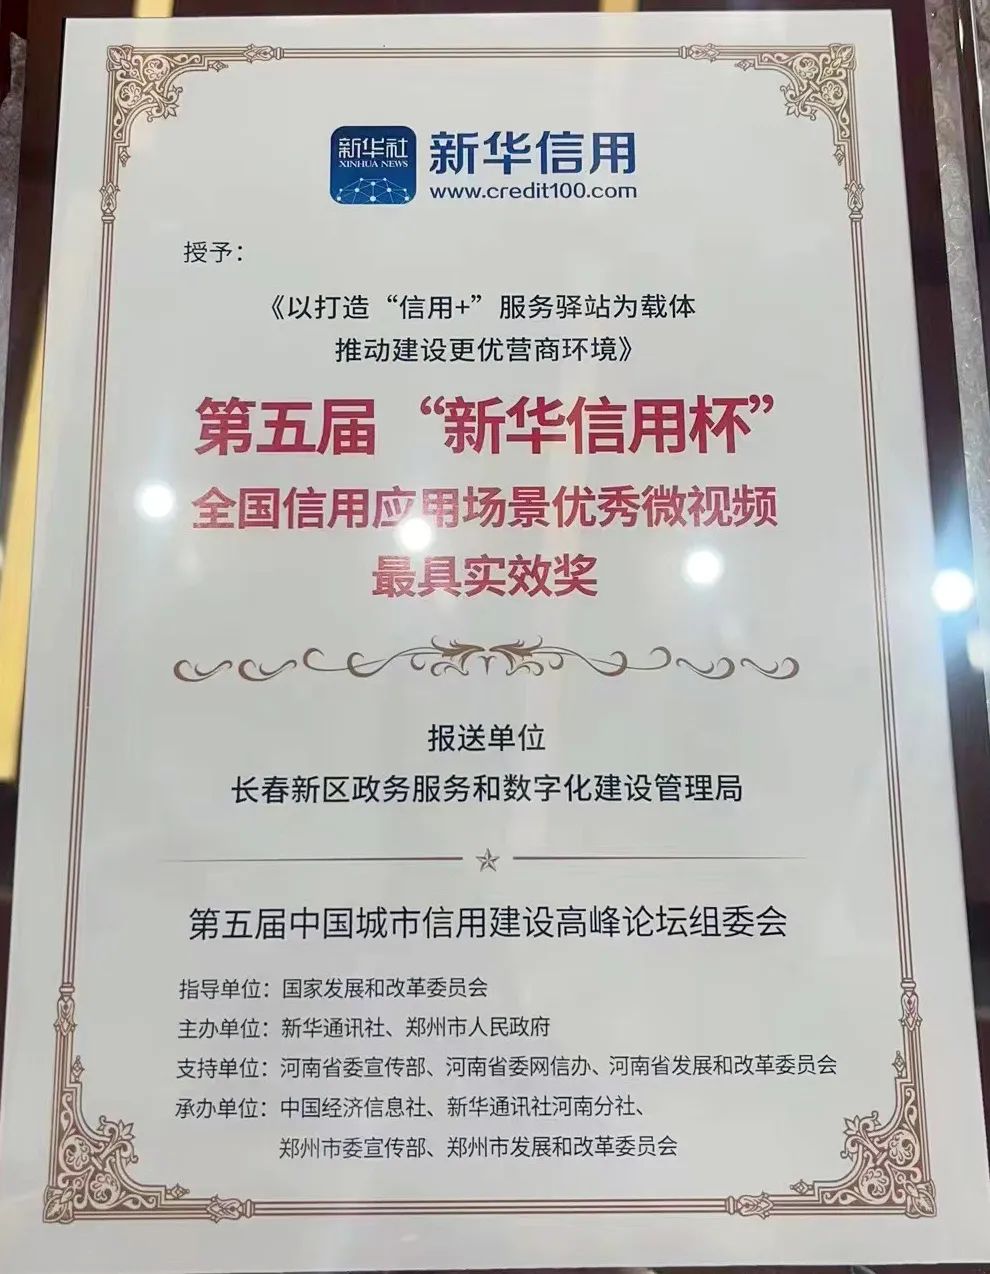 新华社
XINHUA NEWS
新华信用
www.credit100.com
授予：
《以打造“信用+”服务驿站为载体
推动建设更优营商环境》
第五届“新华信用杯”
全国信用应用场景优秀微视频
最具实效奖
报送单位
长春新区政务服务和数字化建设管理局
第五届中国城市信用建设高峰论坛组委会
指导单位：国家发展和改革委员会
主办单位：新华通讯社、郑州市人民政府
支持单位：河南省委宣传部、河南省委网信办、河南省发展和改革委员会
承办单位：中国经济信息社、新华通讯社河南分社、
郑州市委宣传部、郑州市发展和改革委员会